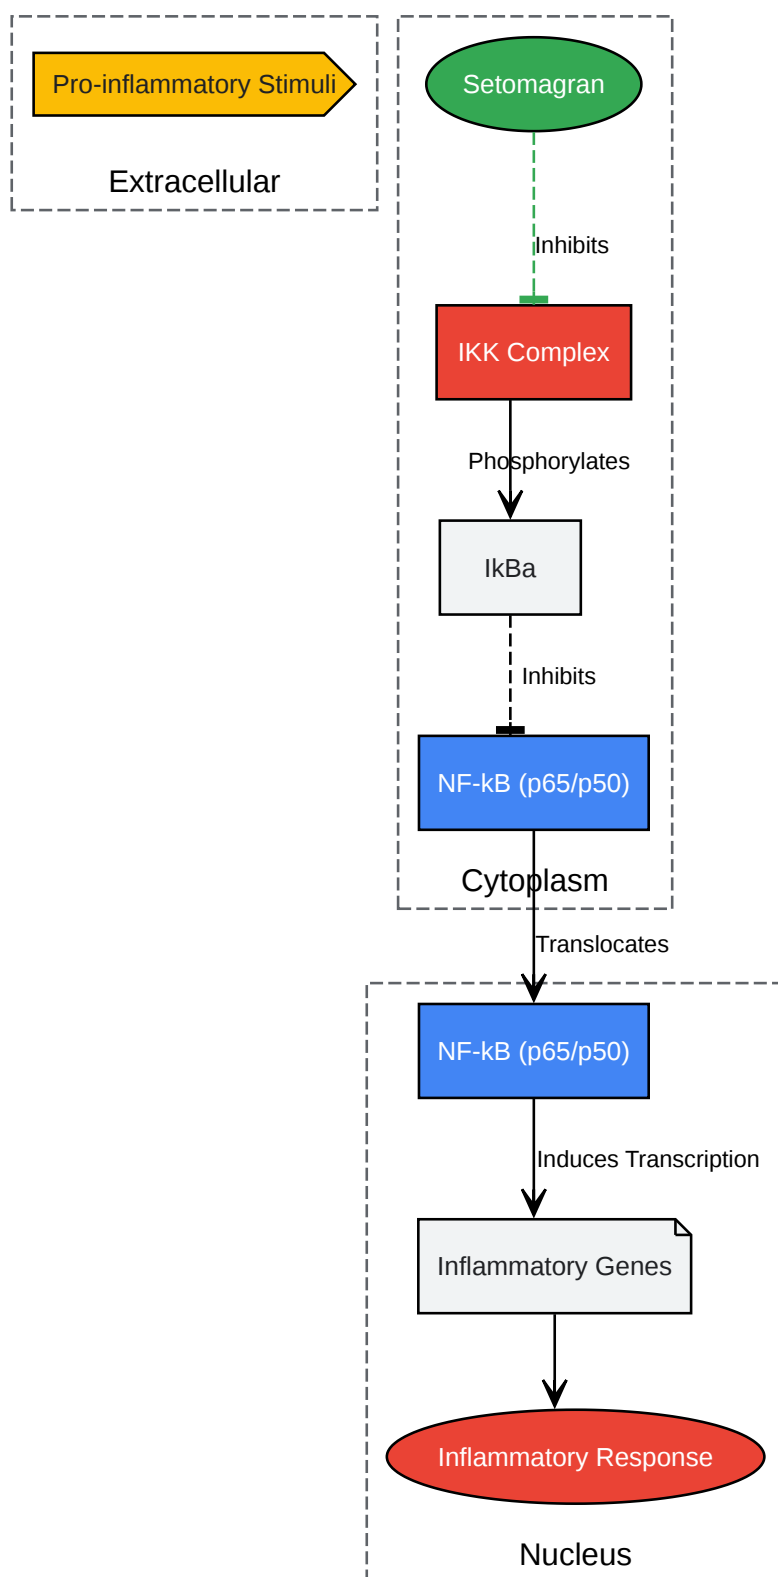 Pro-inflammatory Stimuli
Extracellular
Setomagran
Inhibits
IKK Complex
Phosphorylates
IkBa
Inhibits
NF-kB (p65/p50)
Cytoplasm
Translocates
NF-kB (p65/p50)
Induces Transcription
Inflammatory Genes
Inflammatory Response
Nucleus